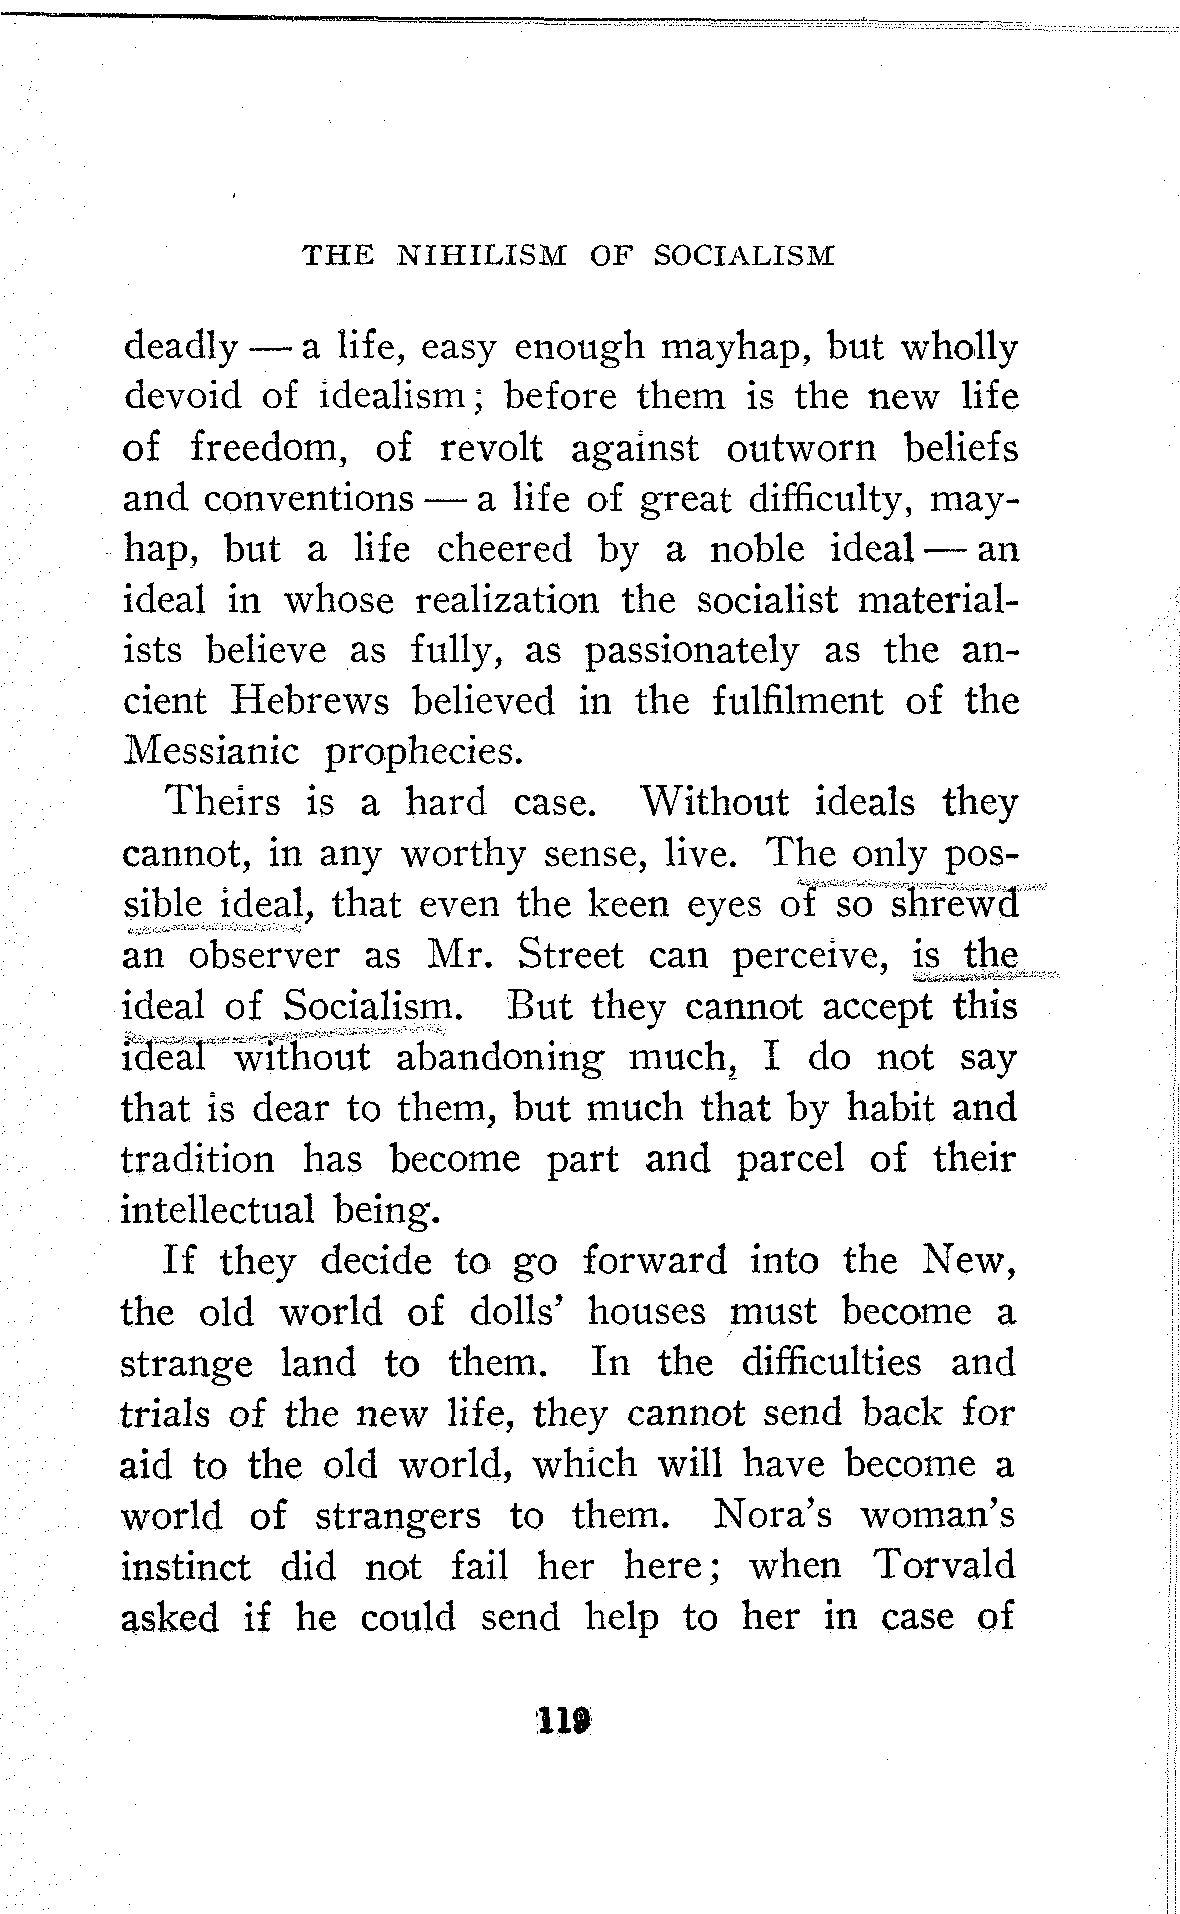 THE NIHILISM OF SOCIALISM
deadly — a life, easy enough mayhap, but wholly
devoid of idealism; before them is the new life
of freedom, of revolt against outworn beliefs
and conventions — a life of great difficulty, may-
hap, but a life cheered by a noble ideal — an
ideal in whose realization the socialist material-
ists believe as fully, as passionately as the an-
cient Hebrews believed in the fulfilment of the
Messianic prophecies.
Theirs is a hard case. Without ideals they
cannot, in any worthy sense, live. The only pos-
sible ideal, that even the keen eyes of so shrewd
an observer as Mr. Street can perceive, is the
ideal of Socialism. But they cannot accept this
ideal without abandoning much, I do not say
that is dear to them, but much that by habit and
tradition has become part and parcel of their
intellectual being.
If they decide to go forward into the New,
the old world of dolls' houses must become a
strange land to them. In the difficulties and
trials of the new life, they cannot send back for
aid to the old world, which will have become a
world of strangers to them. Nora's woman's
instinct did not fail her here; when Torvald
asked if he could send help to her in case of
119